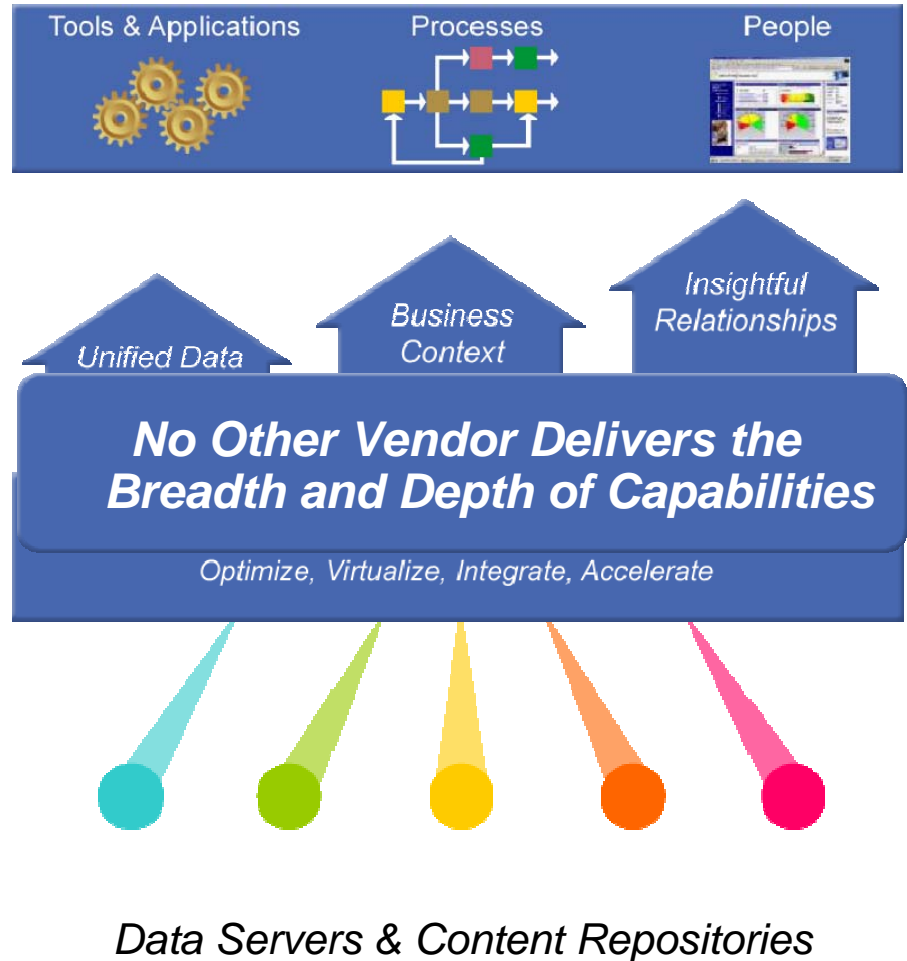 Tools & Applications
Processes
People
Insightful
Relationships
Business
Context
Unified Data
No Other Vendor Delivers the
Breadth and Depth of Capabilities
Optimize, Virtualize, Integrate, Accelerate
Data Servers & Content Repositories